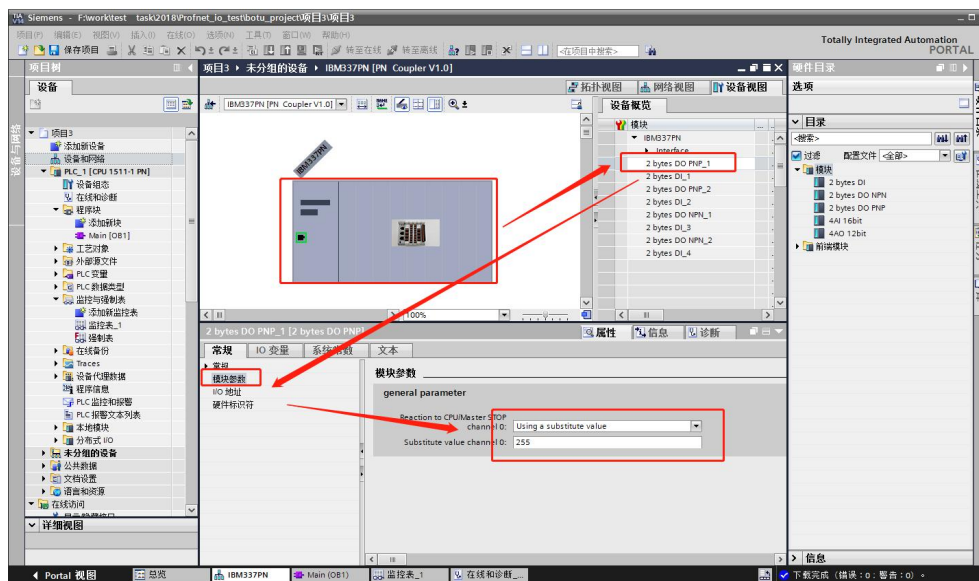 Siemens - F:\work\test task\2018\Profnet_io_test\botu_project\项目3\项目3
项目(P) 编辑(E) 视图(V) 插入(I) 在线(O) 选项(N) 工具(T) 窗口(W) 帮助(H)
保存项目 转至在线 转至离线 <在项目中搜索>
Totally Integrated Automation
PORTAL
项目树
项目3 ▸ 未分组的设备 ▸ IBM337PN [PN Coupler V1.0]
硬件目录
设备
设备与网络
项目3
添加新设备
设备和网络
PLC_1 [CPU 1511-1 PN]
设备组态
在线和诊断
程序块
添加新块
Main [OB1]
工艺对象
外部源文件
PLC 变量
PLC 数据类型
监控与强制表
添加新监控表
监控表_1
强制表
在线备份
Traces
设备代理数据
程序信息
PLC 监控和报警
PLC 报警文本列表
本地模块
分布式 I/O
未分组的设备
公共数据
文档设置
语言和资源
在线访问
详细视图
拓扑视图 网络视图 设备视图
IBM337PN [PN Coupler V1.0]
IBM337PN
100%
设备概览
模块
IBM337PN
Interface
2 bytes DO PNP_1
2 bytes DI_1
2 bytes DO PNP_2
2 bytes DI_2
2 bytes DO NPN_1
2 bytes DI_3
2 bytes DO NPN_2
2 bytes DI_4
2 bytes DO PNP_1 [2 bytes DO PNP]
属性 信息 诊断
常规 IO 变量 系统常数 文本
常规
模块参数
I/O 地址
硬件标识符
模块参数
general parameter
Reaction to CPU/Master STOP
channel 0: Using a substitute value
Substitute value channel 0: 255
选项
目录
<搜索>
过滤 配置文件 <全部>
模块
2 bytes DI
2 bytes DO NPN
2 bytes DO PNP
4AI 16bit
4AO 12bit
前端模块
信息
Portal 视图 总览 IBM337PN Main (OB1) 监控表_1 在线和诊断_... 下载完成（错误：0；警告：0）。